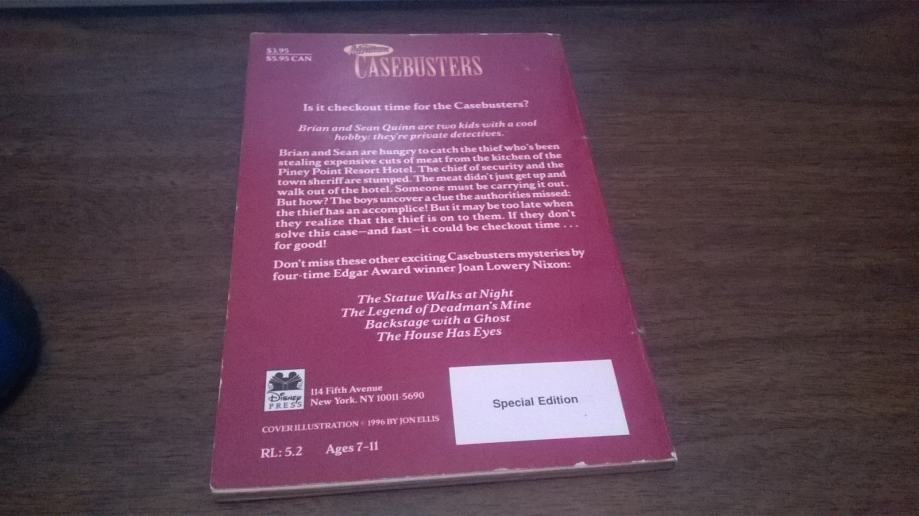 $3.95
$5.95 CAN
CASEBUSTERS
Is it checkout time for the Casebusters?
Brian and Sean Quinn are two kids with a cool
hobby: they're private detectives.
Brian and Sean are hungry to catch the thief who's been
stealing expensive cuts of meat from the kitchen of the
Piney Point Resort Hotel. The chief of security and the
town sheriff are stumped. The meat didn't just get up and
walk out of the hotel. Someone must be carrying it out.
But how? The boys uncover a clue the authorities missed:
the thief has an accomplice! But it may be too late when
they realize that the thief is on to them. If they don't
solve this case—and fast—it could be checkout time . . .
for good!
Don't miss these other exciting Casebusters mysteries by
four-time Edgar Award winner Joan Lowery Nixon:
The Statue Walks at Night
The Legend of Deadman's Mine
Backstage with a Ghost
The House Has Eyes
Disney
PRESS
114 Fifth Avenue
New York, NY 10011-5690
Special Edition
COVER ILLUSTRATION © 1996 BY JON ELLIS
RL: 5.2 Ages 7–11